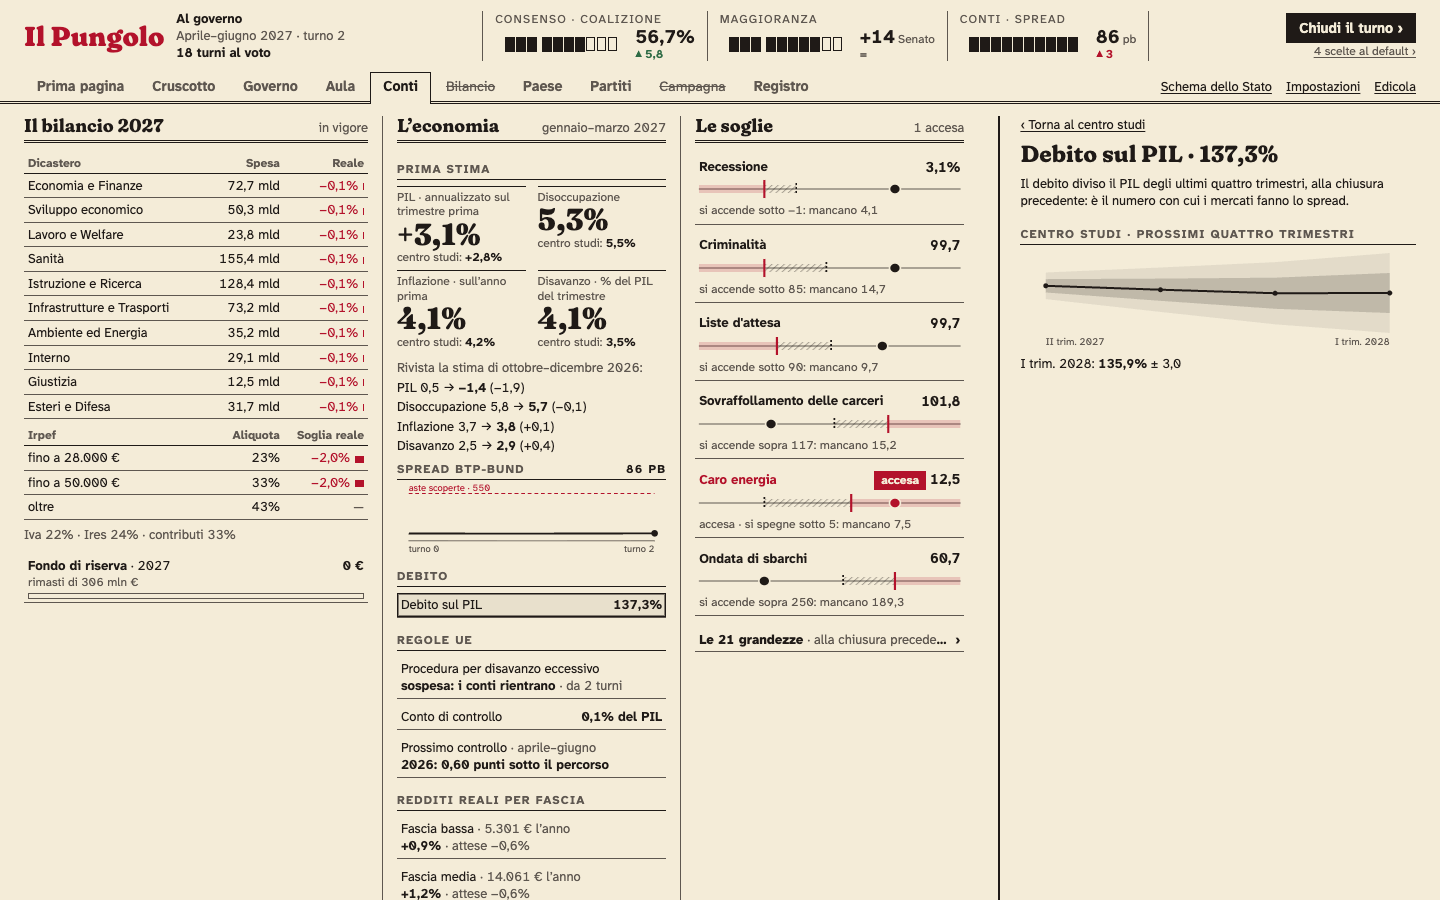 Il Pungolo
Al governo
Aprile–giugno 2027 · turno 2
18 turni al voto
CONSENSO · COALIZIONE
56,7%
▲5,8
MAGGIORANZA
+14 Senato
=
CONTI · SPREAD
86 pb
▲3
Chiudi il turno ›
4 scelte al default ›
Prima pagina
Cruscotto
Governo
Aula
Conti
Bilancio
Paese
Partiti
Campagna
Registro
Schema dello Stato
Impostazioni
Edicola
Il bilancio 2027
in vigore
Dicastero Spesa Reale
Economia e Finanze 72,7 mld −0,1%
Sviluppo economico 50,3 mld −0,1%
Lavoro e Welfare 23,8 mld −0,1%
Sanità 155,4 mld −0,1%
Istruzione e Ricerca 128,4 mld −0,1%
Infrastrutture e Trasporti 73,2 mld −0,1%
Ambiente ed Energia 35,2 mld −0,1%
Interno 29,1 mld −0,1%
Giustizia 12,5 mld −0,1%
Esteri e Difesa 31,7 mld −0,1%
Irpef Aliquota Soglia reale
fino a 28.000 € 23% −2,0%
fino a 50.000 € 33% −2,0%
oltre 43% —
Iva 22% · Ires 24% · contributi 33%
Fondo di riserva · 2027 0 €
rimasti di 306 mln €
L’economia
gennaio–marzo 2027
PRIMA STIMA
PIL · annualizzato sul
trimestre prima
+3,1%
centro studi: +2,8%
Disoccupazione
5,3%
centro studi: 5,5%
Inflazione · sull’anno
prima
4,1%
centro studi: 4,2%
Disavanzo · % del PIL
del trimestre
4,1%
centro studi: 3,5%
Rivista la stima di ottobre–dicembre 2026:
PIL 0,5 → −1,4 (−1,9)
Disoccupazione 5,8 → 5,7 (−0,1)
Inflazione 3,7 → 3,8 (+0,1)
Disavanzo 2,5 → 2,9 (+0,4)
SPREAD BTP-BUND 86 PB
aste scoperte · 550
turno 0 turno 2
DEBITO
Debito sul PIL 137,3%
REGOLE UE
Procedura per disavanzo eccessivo
sospesa: i conti rientrano · da 2 turni
Conto di controllo 0,1% del PIL
Prossimo controllo · aprile–giugno
2026: 0,60 punti sotto il percorso
REDDITI REALI PER FASCIA
Fascia bassa · 5.301 € l’anno
+0,9% · attese −0,6%
Fascia media · 14.061 € l’anno
+1,2% · attese −0,6%
Le soglie
1 accesa
Recessione 3,1%
si accende sotto −1: mancano 4,1
Criminalità 99,7
si accende sotto 85: mancano 14,7
Liste d'attesa 99,7
si accende sotto 90: mancano 9,7
Sovraffollamento delle carceri 101,8
si accende sopra 117: mancano 15,2
Caro energia accesa 12,5
accesa · si spegne sotto 5: mancano 7,5
Ondata di sbarchi 60,7
si accende sopra 250: mancano 189,3
Le 21 grandezze · alla chiusura precede… ›
‹ Torna al centro studi
Debito sul PIL · 137,3%
Il debito diviso il PIL degli ultimi quattro trimestri, alla chiusura
precedente: è il numero con cui i mercati fanno lo spread.
CENTRO STUDI · PROSSIMI QUATTRO TRIMESTRI
II trim. 2027 I trim. 2028
I trim. 2028: 135,9% ± 3,0